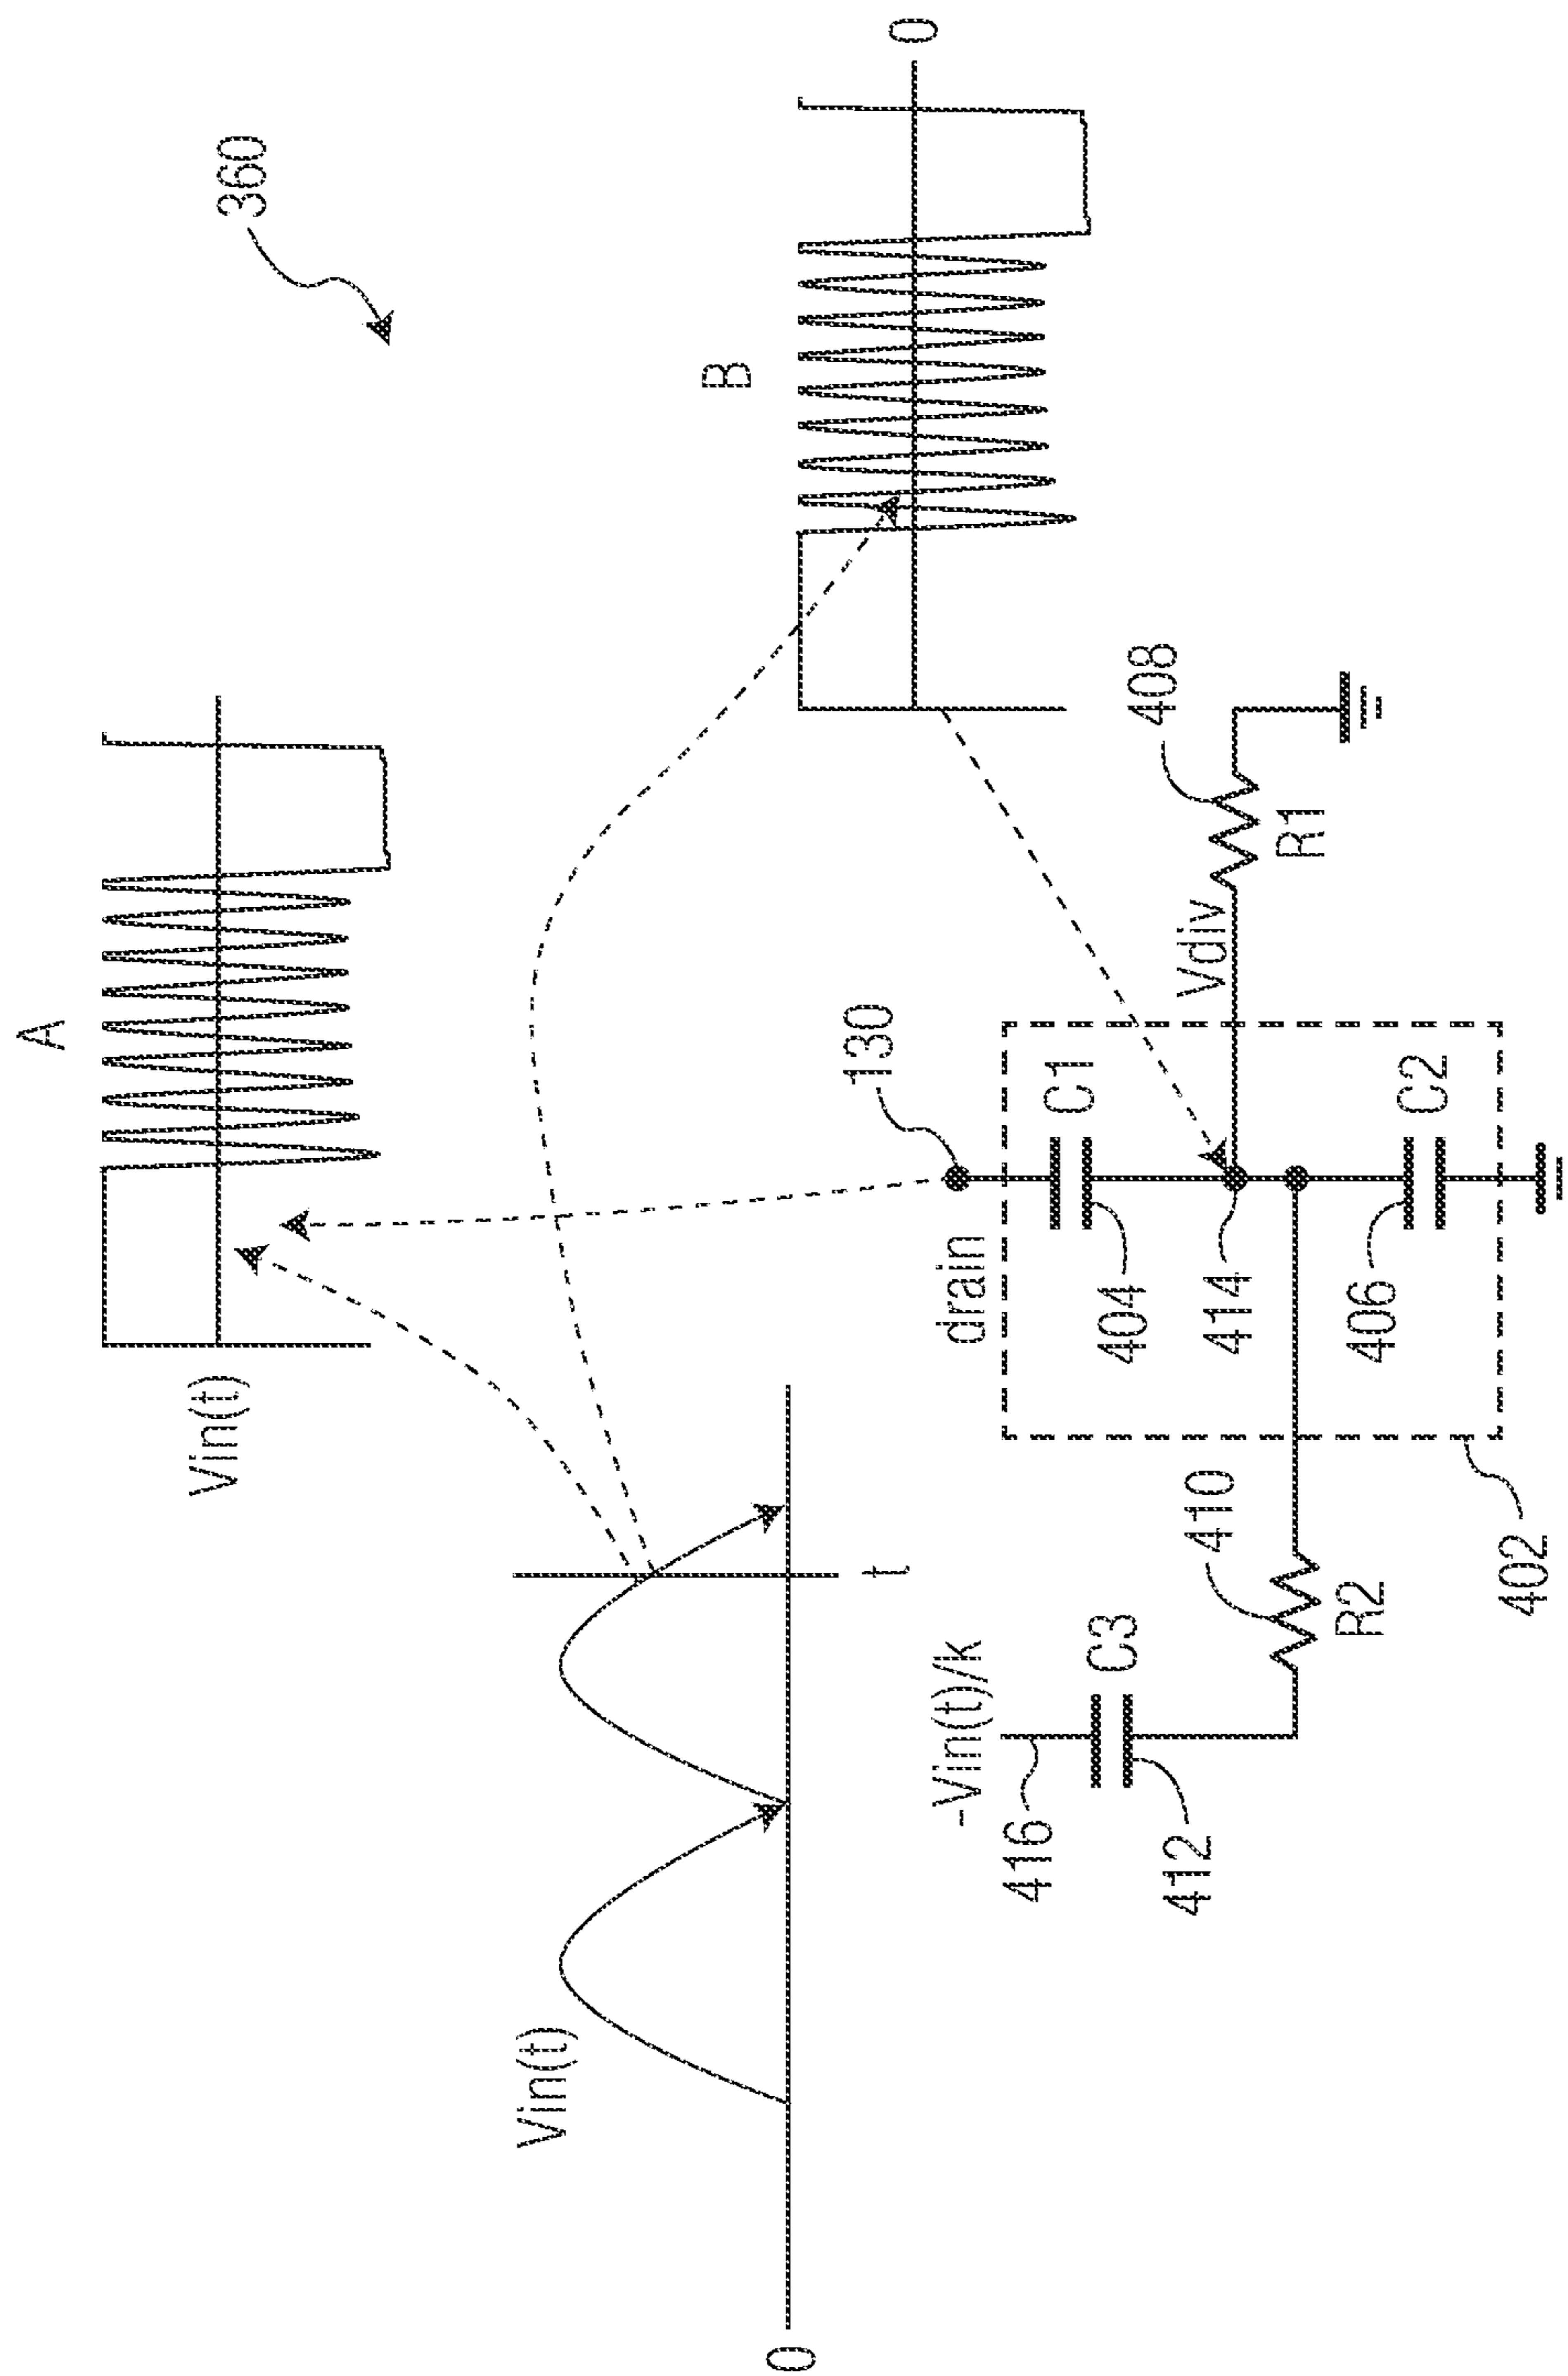 A
360
Vin(t)
B
0
Vin(t)
0
t
130
drain
C1
404
414
Vdiv
408
R1
-Vin(t)/k
416
C3
412
410
R2
406
C2
402